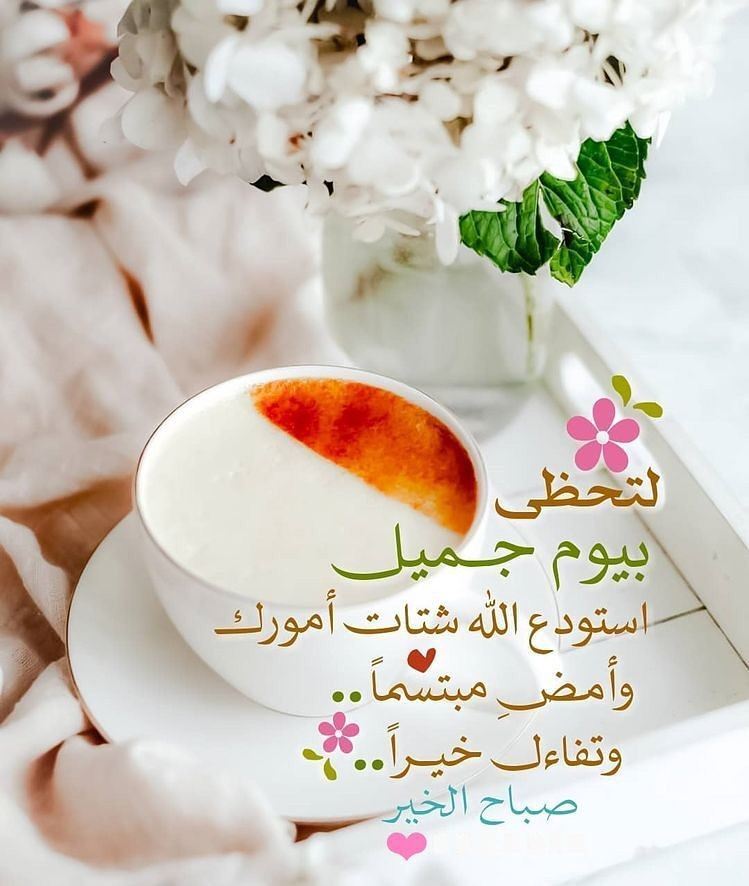 لتحظى
بيوم جميل
استودع الله شتات أمورك
وأمضِ مبتسماً..
وتفاءل خيراً..
صباح الخير